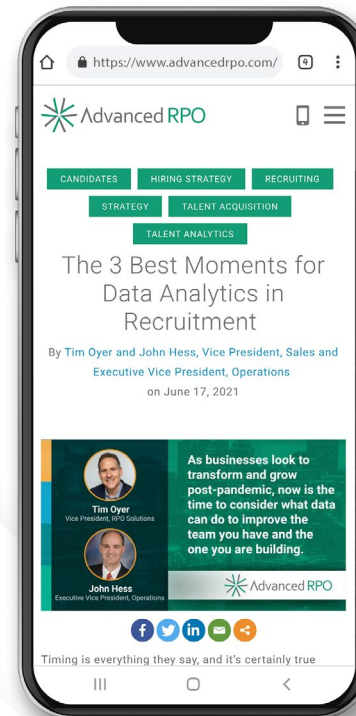 https://www.advancedrpo.com/
4
Advanced RPO
CANDIDATES
HIRING STRATEGY
RECRUITING
STRATEGY
TALENT ACQUISITION
TALENT ANALYTICS
The 3 Best Moments for
Data Analytics in
Recruitment
By Tim Oyer and John Hess, Vice President, Sales and
Executive Vice President, Operations
on June 17, 2021
Tim Oyer
Vice President, RPO Solutions
John Hess
Executive Vice President, Operations
As businesses look to
transform and grow
post-pandemic, now is the
time to consider what data
can do to improve the
team you have and the
one you are building.
Advanced RPO
Timing is everything they say, and it's certainly true